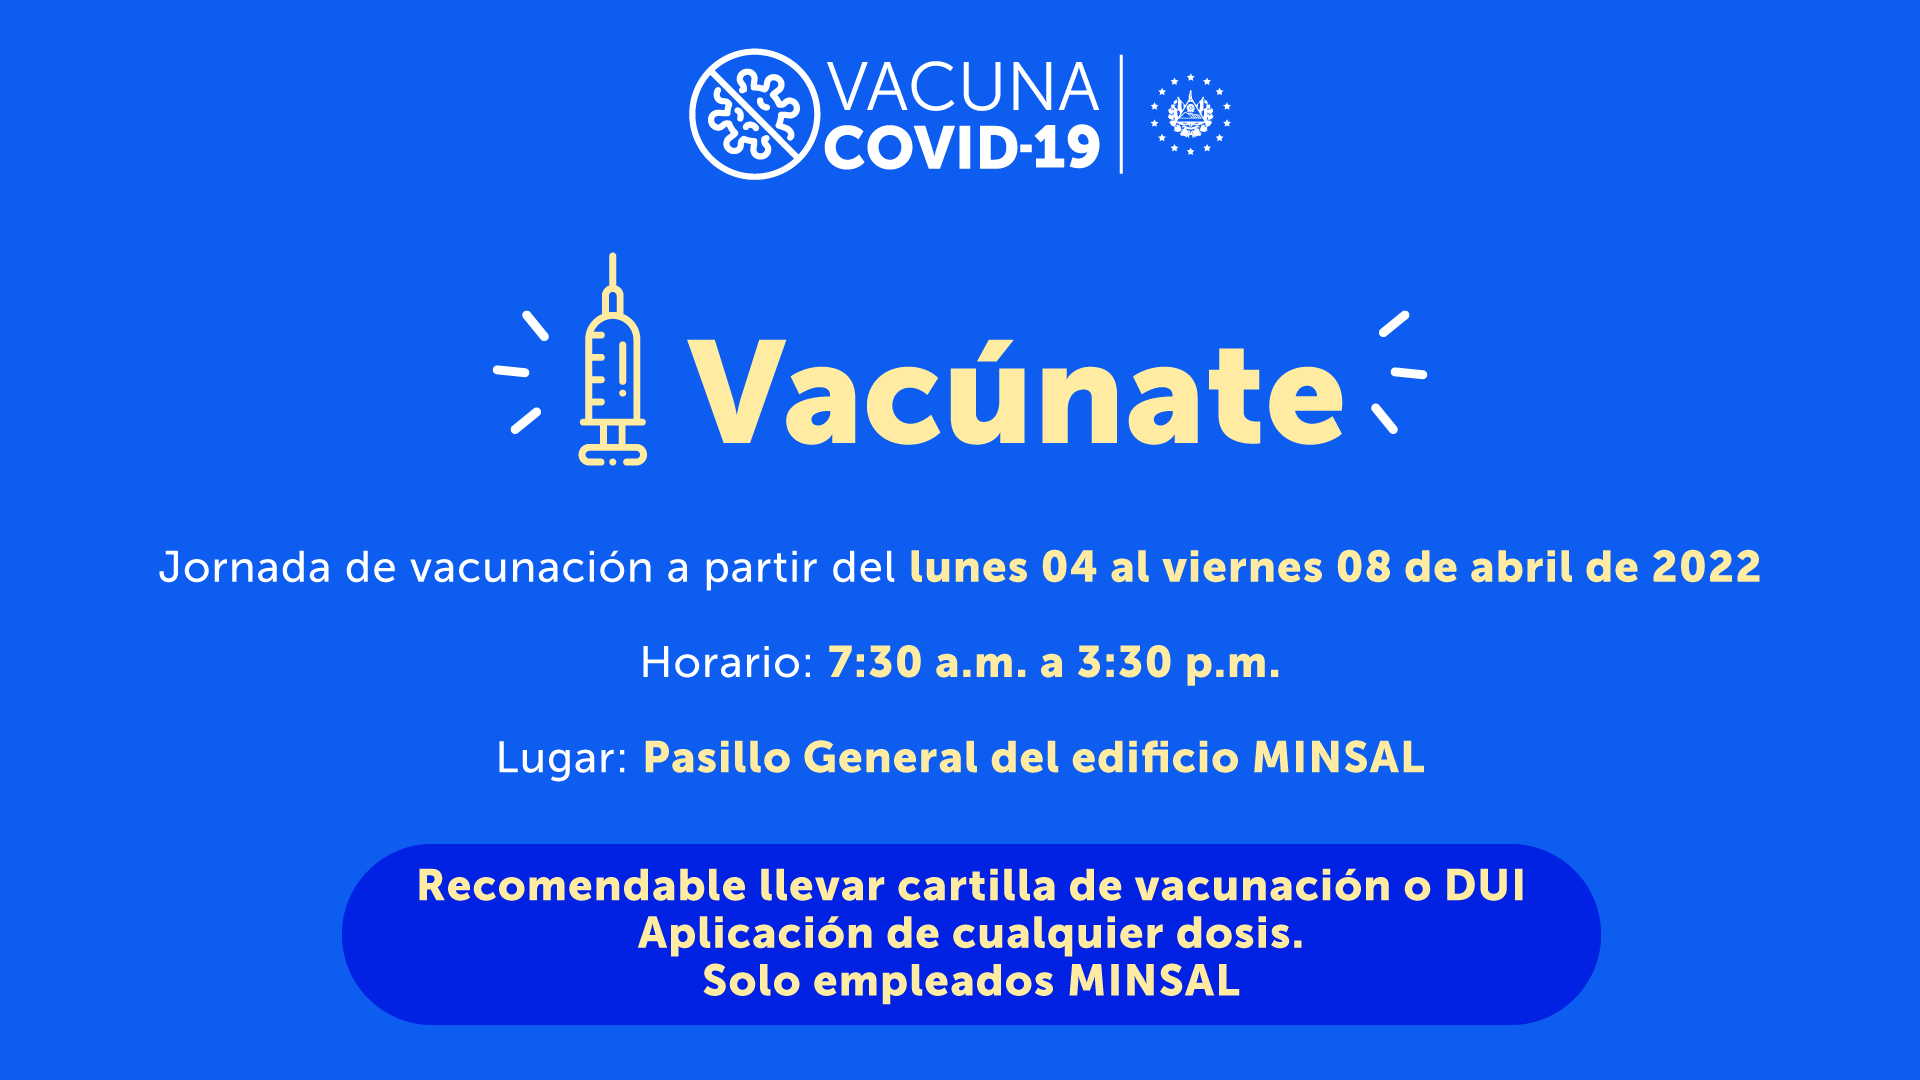 VACUNA
COVID-19
Vacúnate
Jornada de vacunación a partir del lunes 04 al viernes 08 de abril de 2022
Horario: 7:30 a.m. a 3:30 p.m.
Lugar: Pasillo General del edificio MINSAL
Recomendable llevar cartilla de vacunación o DUI
Aplicación de cualquier dosis.
Solo empleados MINSAL